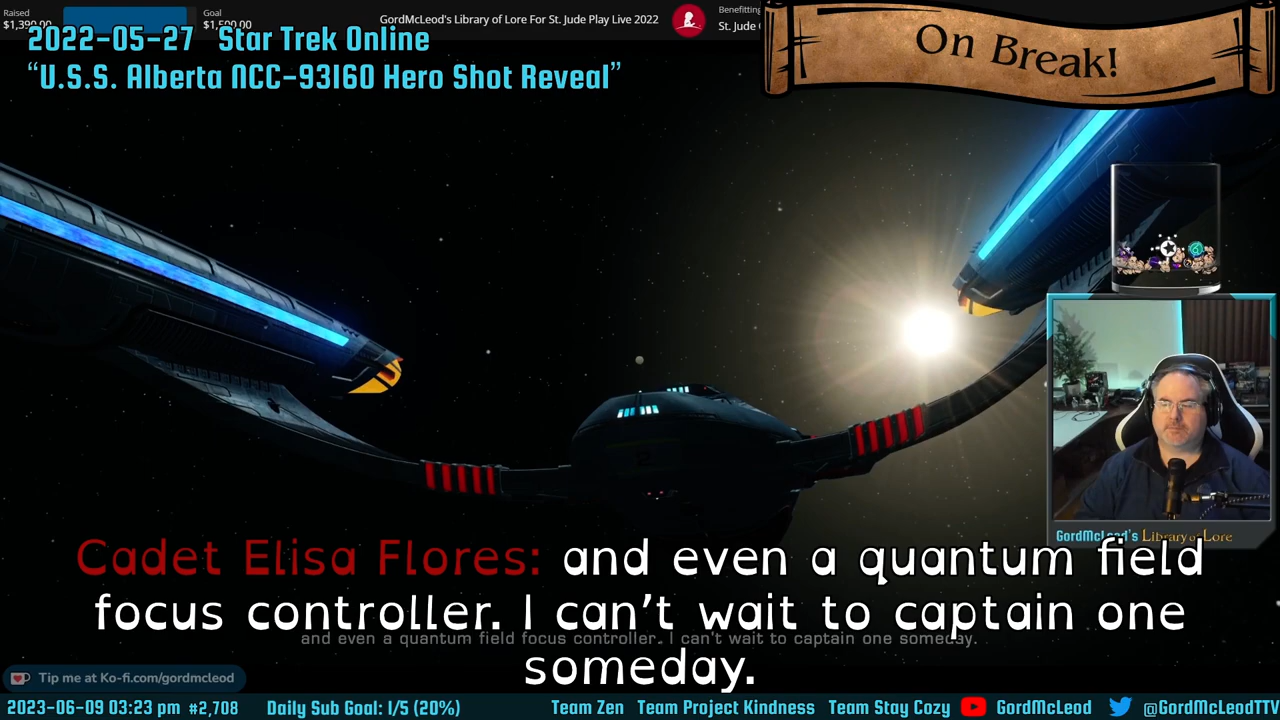 Raised
$1,390.00
Goal
$1,500.00
GordMcLeod's Library of Lore For St. Jude Play Live 2022
Benefitting
St. Jude
On Break!
2022-05-27 Star Trek Online
“U.S.S. Alberta NCC-93160 Hero Shot Reveal”
GordMcLeod's Library of Lore
Cadet Elisa Flores: and even a quantum field
focus controller. I can't wait to captain one
someday.
and even a quantum field focus controller. I can't wait to captain one someday.
Tip me at Ko-fi.com/gordmcleod
2023-06-09 03:23 pm #2,708 Daily Sub Goal: 1/5 (20%) Team Zen Team Project Kindness Team Stay Cozy GordMcLeod @GordMcLeodTTV